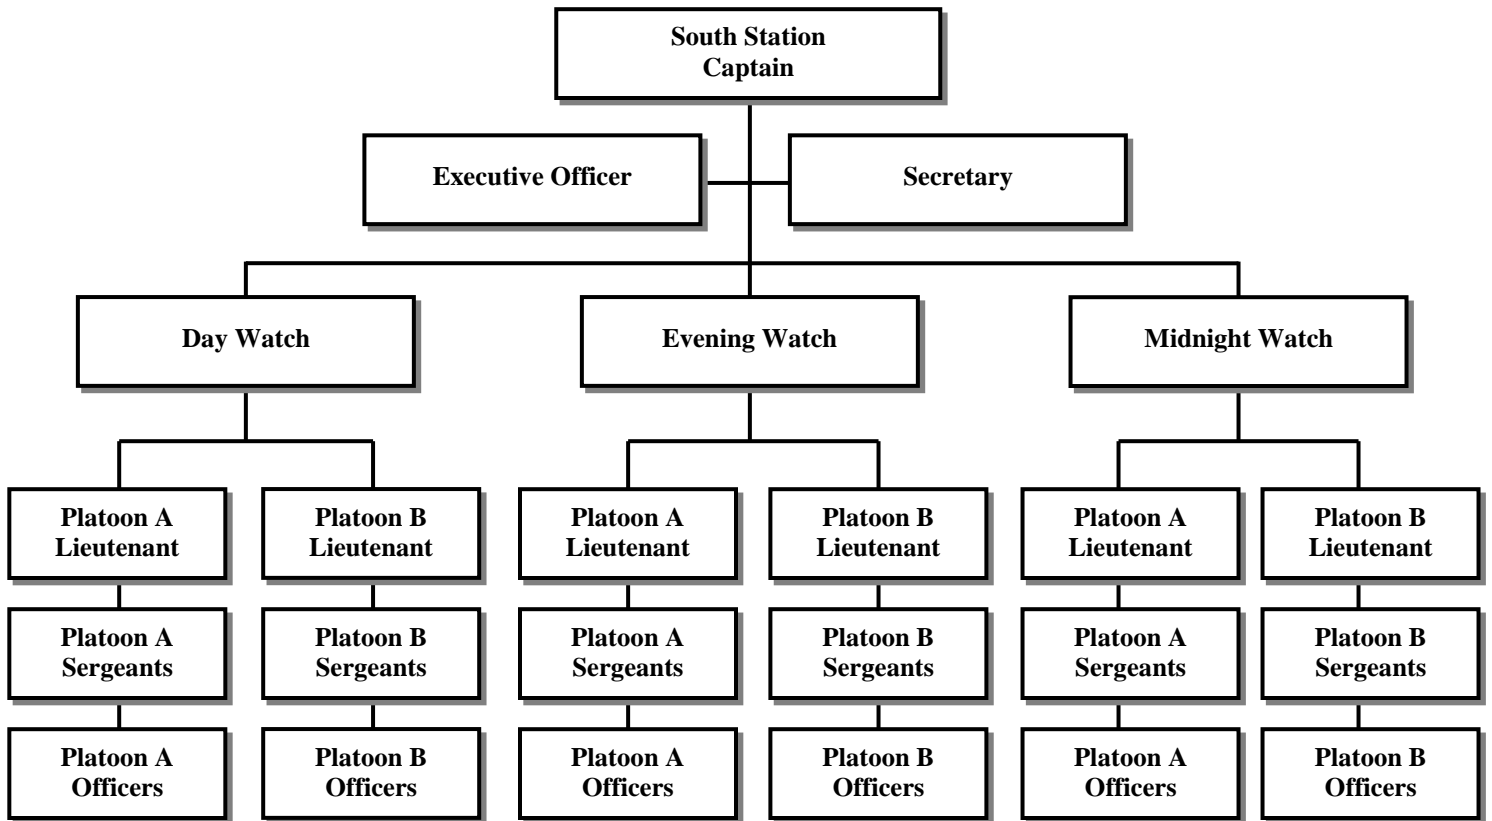 South Station
Captain
Executive Officer
Secretary
Day Watch
Evening Watch
Midnight Watch
Platoon A
Lieutenant
Platoon B
Lieutenant
Platoon A
Lieutenant
Platoon B
Lieutenant
Platoon A
Lieutenant
Platoon B
Lieutenant
Platoon A
Sergeants
Platoon B
Sergeants
Platoon A
Sergeants
Platoon B
Sergeants
Platoon A
Sergeants
Platoon B
Sergeants
Platoon A
Officers
Platoon B
Officers
Platoon A
Officers
Platoon B
Officers
Platoon A
Officers
Platoon B
Officers